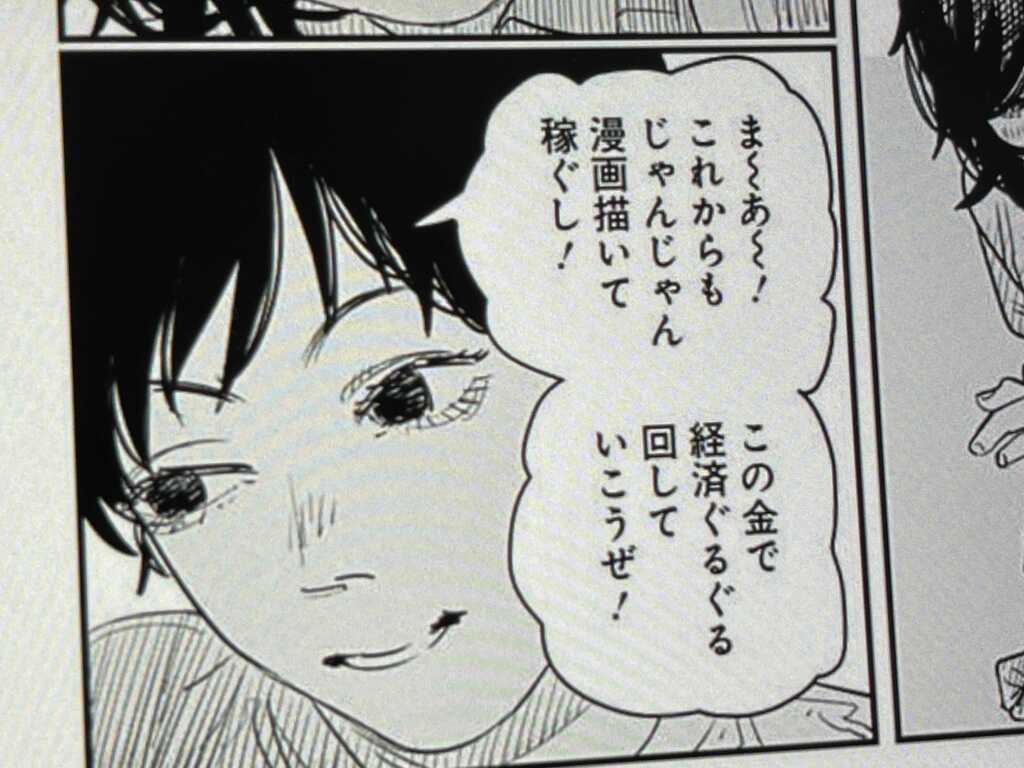 ま〜あ〜！
これからも
じゃんじゃん
漫画描いて
稼ぐし！
この金で
経済ぐるぐる
回して
いこうぜ！